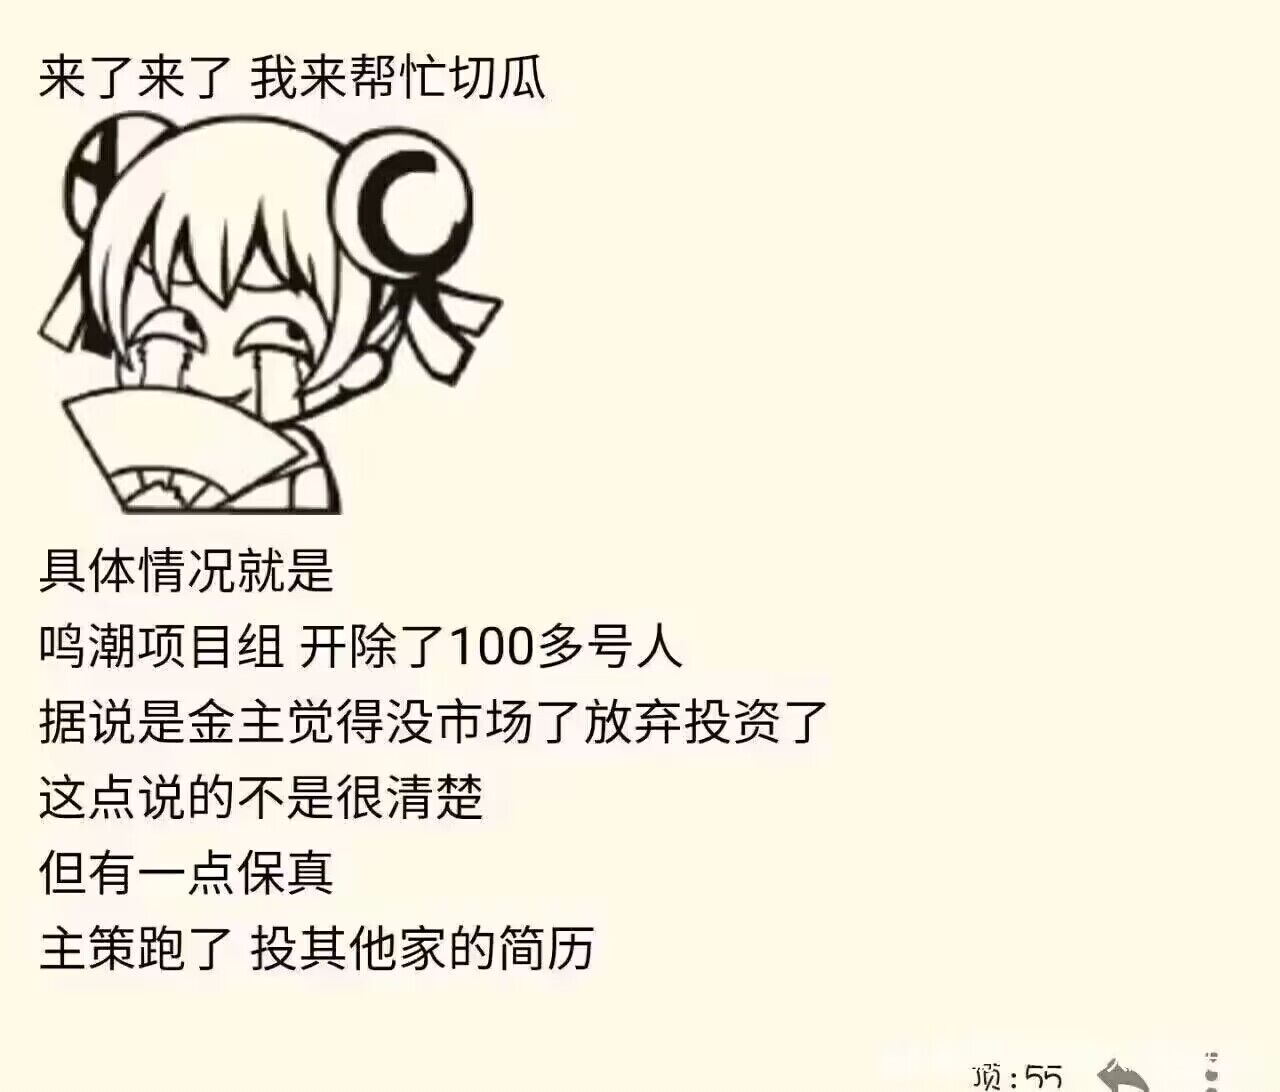 来了来了 我来帮忙切瓜
具体情况就是
鸣潮项目组 开除了100多号人
据说是金主觉得没市场了放弃投资了
这点说的不是很清楚
但有一点保真
主策跑了 投其他家的简历
顶:55